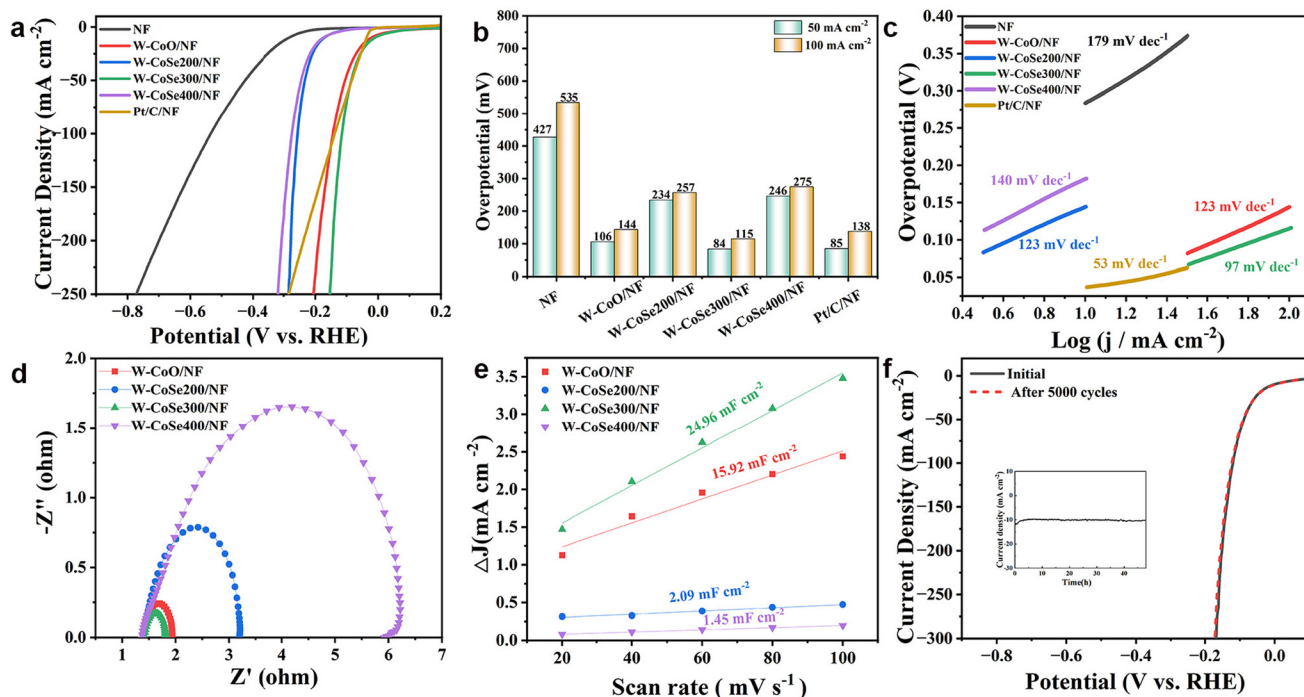 a
NF
W-CoO/NF
W-CoSe200/NF
W-CoSe300/NF
W-CoSe400/NF
Pt/C/NF
Current Density (mA cm-2)
0
−50
−100
−150
−200
−250
−0.8
−0.6
−0.4
−0.2
0.0
0.2
Potential (V vs. RHE)
b
50 mA cm-2
100 mA cm-2
Overpotential (mV)
800
700
600
500
400
300
200
100
0
427
535
106
144
234
257
84
115
246
275
85
138
NF
W-CoO/NF
W-CoSe200/NF
W-CoSe300/NF
W-CoSe400/NF
Pt/C/NF
c
NF
W-CoO/NF
W-CoSe200/NF
W-CoSe300/NF
W-CoSe400/NF
Pt/C/NF
Overpotential (V)
0.40
0.35
0.30
0.25
0.20
0.15
0.10
0.05
179 mV dec-1
140 mV dec-1
123 mV dec-1
53 mV dec-1
123 mV dec-1
97 mV dec-1
0.4
0.6
0.8
1.0
1.2
1.4
1.6
1.8
2.0
2.2
Log (j / mA cm-2)
d
W-CoO/NF
W-CoSe200/NF
W-CoSe300/NF
W-CoSe400/NF
-Z'' (ohm)
2.0
1.5
1.0
0.5
0.0
1
2
3
4
5
6
7
Z' (ohm)
e
W-CoO/NF
W-CoSe200/NF
W-CoSe300/NF
W-CoSe400/NF
ΔJ(mA cm-2)
3.5
3.0
2.5
2.0
1.5
1.0
0.5
0.0
24.96 mF cm-2
15.92 mF cm-2
2.09 mF cm-2
1.45 mF cm-2
20
40
60
80
100
Scan rate ( mV s-1)
f
Initial
After 5000 cycles
Current Density (mA cm-2)
0
−50
−100
−150
−200
−250
−300
Current density (mA cm-2)
10
0
-10
-20
-30
0
10
20
30
40
Time(h)
−0.8
−0.6
−0.4
−0.2
0.0
Potential (V vs. RHE)